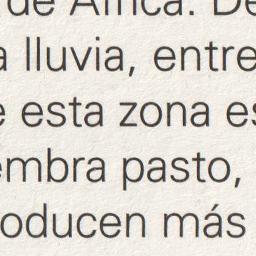 de África. De
a lluvia, entre
e esta zona es
embra pasto,
oducen más